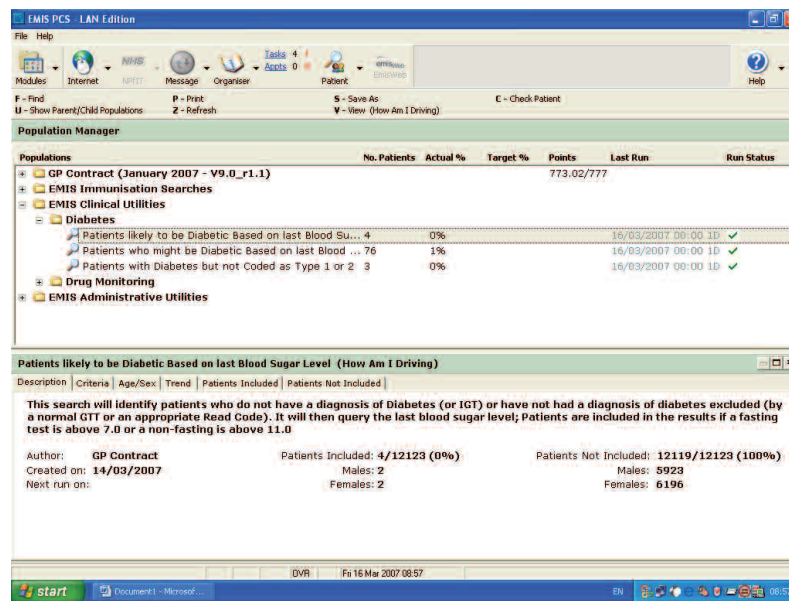 EMIS PCS - LAN Edition
File Help
Tasks 4
Appts 0
NHS
Modules Internet Message Organiser Patient EmisWeb Help
F - Find P - Print S - Save As C - Check Patient
U - Show Parent/Child Populations Z - Refresh V - View (How Am I Driving)
Population Manager
Populations No. Patients Actual % Target % Points Last Run Run Status
GP Contract (January 2007 - V9.0_r1.1) 773.02/777
EMIS Immunisation Searches
EMIS Clinical Utilities
Diabetes
Patients likely to be Diabetic Based on last Blood Su... 4 0% 16/03/2007 00:00 1D
Patients who might be Diabetic Based on last Blood ... 76 1% 16/03/2007 00:00 1D
Patients with Diabetes but not Coded as Type 1 or 2 3 0% 16/03/2007 00:00 1D
Drug Monitoring
EMIS Administrative Utilities
Patients likely to be Diabetic Based on last Blood Sugar Level (How Am I Driving)
Description Criteria Age/Sex Trend Patients Included Patients Not Included
This search will identify patients who do not have a diagnosis of Diabetes (or IGT) or have not had a diagnosis of diabetes excluded (by
a normal GTT or an appropriate Read Code). It will then query the last blood sugar level; Patients are included in the results if a fasting
test is above 7.0 or a non-fasting is above 11.0
Author: GP Contract Patients Included: 4/12123 (0%) Patients Not Included: 12119/12123 (100%)
Created on: 14/03/2007 Males: 2 Males: 5923
Next run on: Females: 2 Females: 6196
DVR Fri 16 Mar 2007 08:57
start Document1 - Microsof... EN 08:57